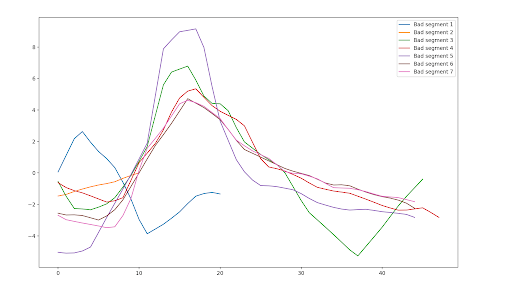 Bad segment 1
Bad segment 2
Bad segment 3
Bad segment 4
Bad segment 5
Bad segment 6
Bad segment 7
8
6
4
2
0
−2
−4
0 10 20 30 40